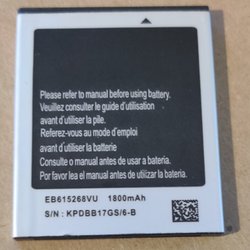 Please refer to manual before using battery.
Veuillez consulter le guide d'utilisation
avant d'utiliser la pile.
Referez-vous au mode d'emploi
avant d'utiliser la batterie
Consulte o manual antes de usar a bateria.
Por favor lea el manual antes de utiizar la bateria.
EB615268VU 1800mAh
S/N : KPDBB17GS/6-B